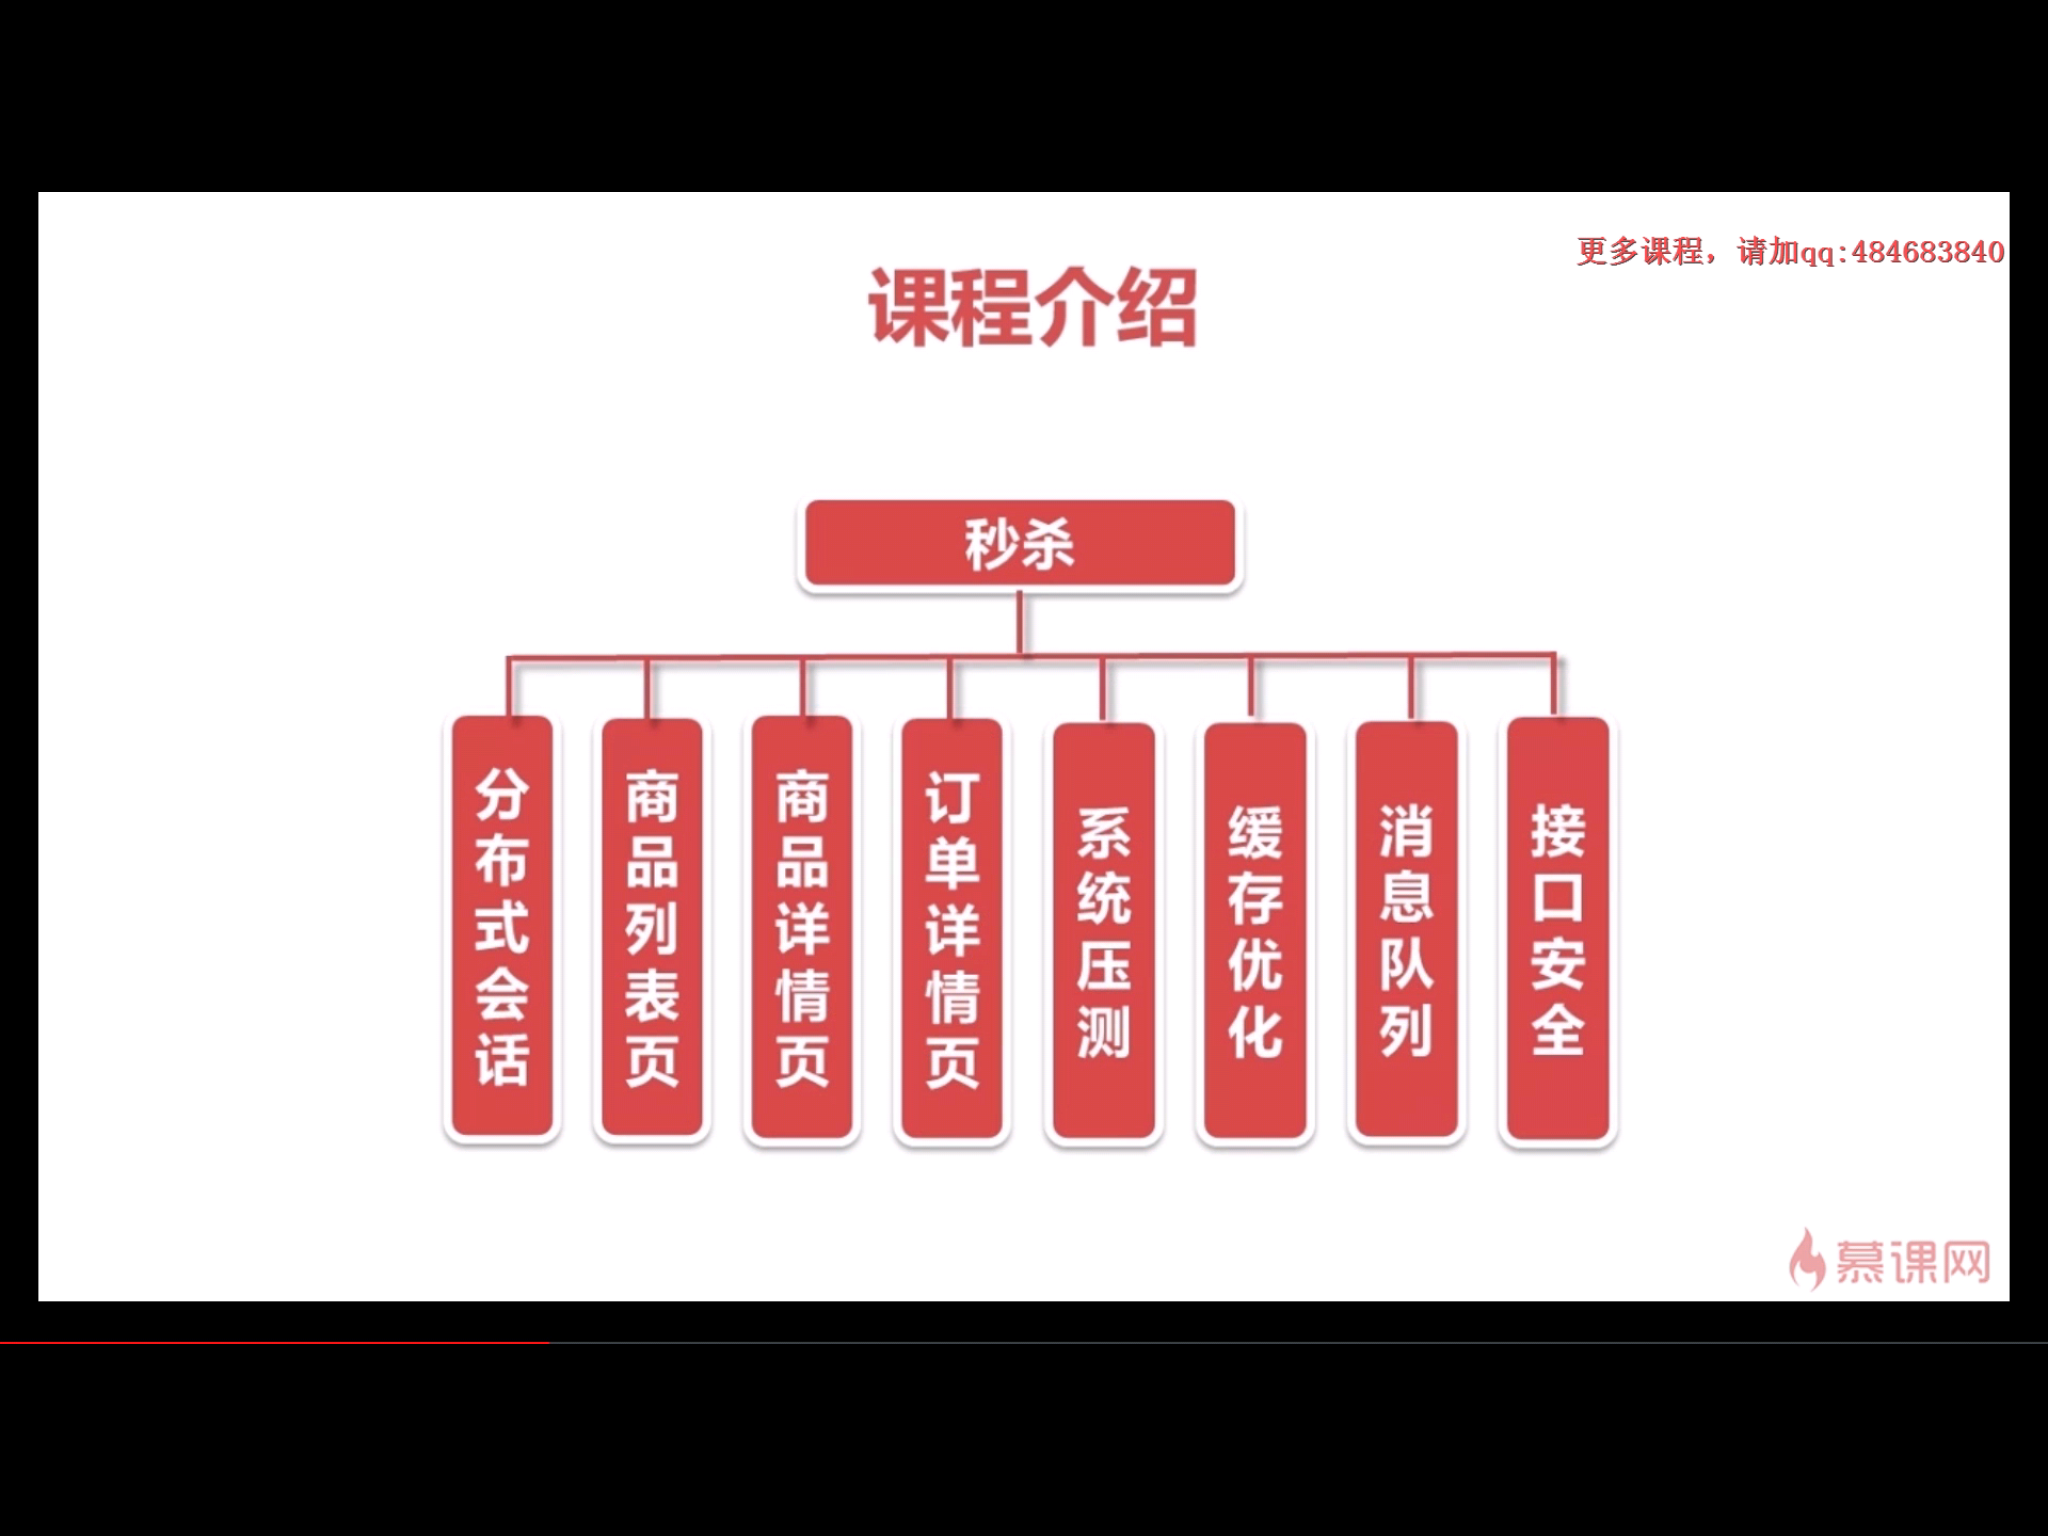 更多课程，请加qq:484683840
课程介绍
秒杀
分布式会话
商品列表页
商品详情页
订单详情页
系统压测
缓存优化
消息队列
接口安全
慕课网